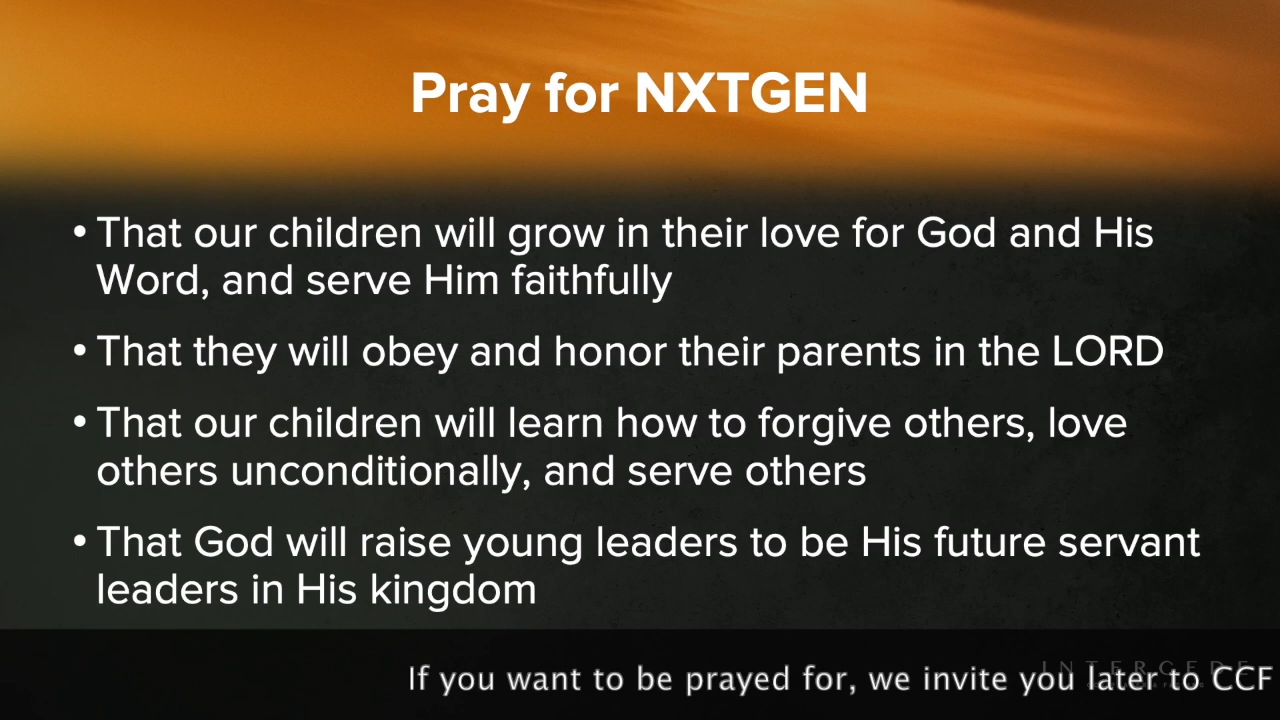 Pray for NXTGEN
• That our children will grow in their love for God and His
Word, and serve Him faithfully
• That they will obey and honor their parents in the LORD
• That our children will learn how to forgive others, love
others unconditionally, and serve others
• That God will raise young leaders to be His future servant
leaders in His kingdom
INTERCEDE
If you want to be prayed for, we invite you later to CCF